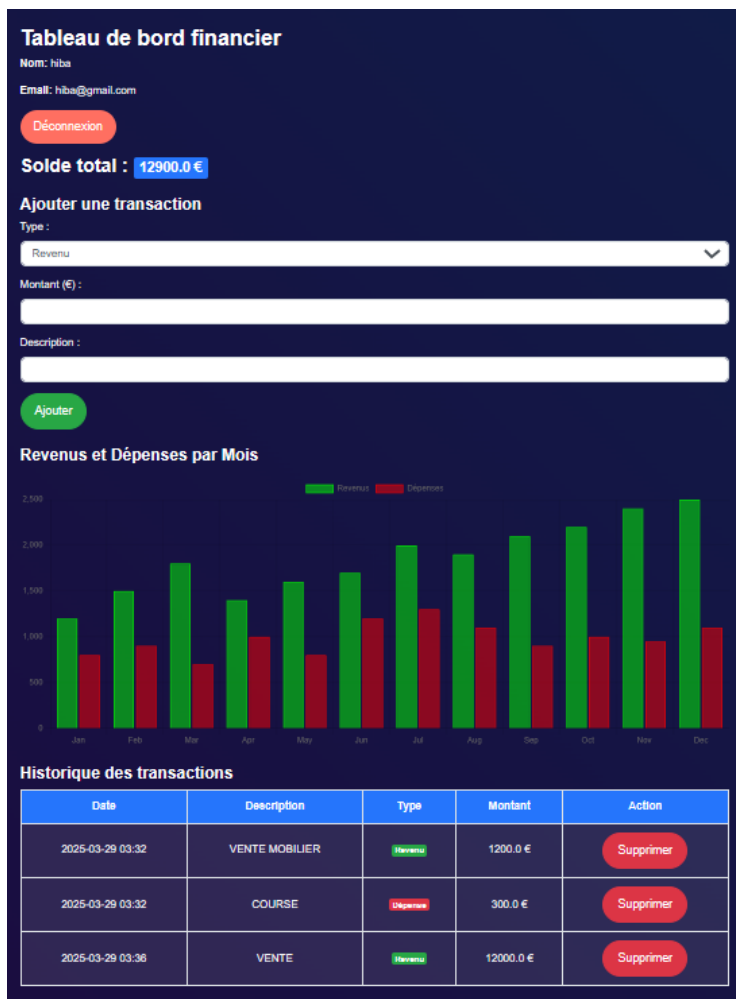 Tableau de bord financier
Nom: hiba
Email: hiba@gmail.com
Déconnexion
Solde total : 12900.0 €
Ajouter une transaction
Type :
Revenu
Montant (€) :
Description :
Ajouter
Revenus et Dépenses par Mois
Revenus Dépenses
2,500
2,000
1,500
1,000
500
0
Jan Feb Mar Apr May Jun Jul Aug Sep Oct Nov Dec
Historique des transactions
Date Description Type Montant Action
2025-03-29 03:32 VENTE MOBILIER Revenu 1200.0 € Supprimer
2025-03-29 03:32 COURSE Dépense 300.0 € Supprimer
2025-03-29 03:36 VENTE Revenu 12000.0 € Supprimer